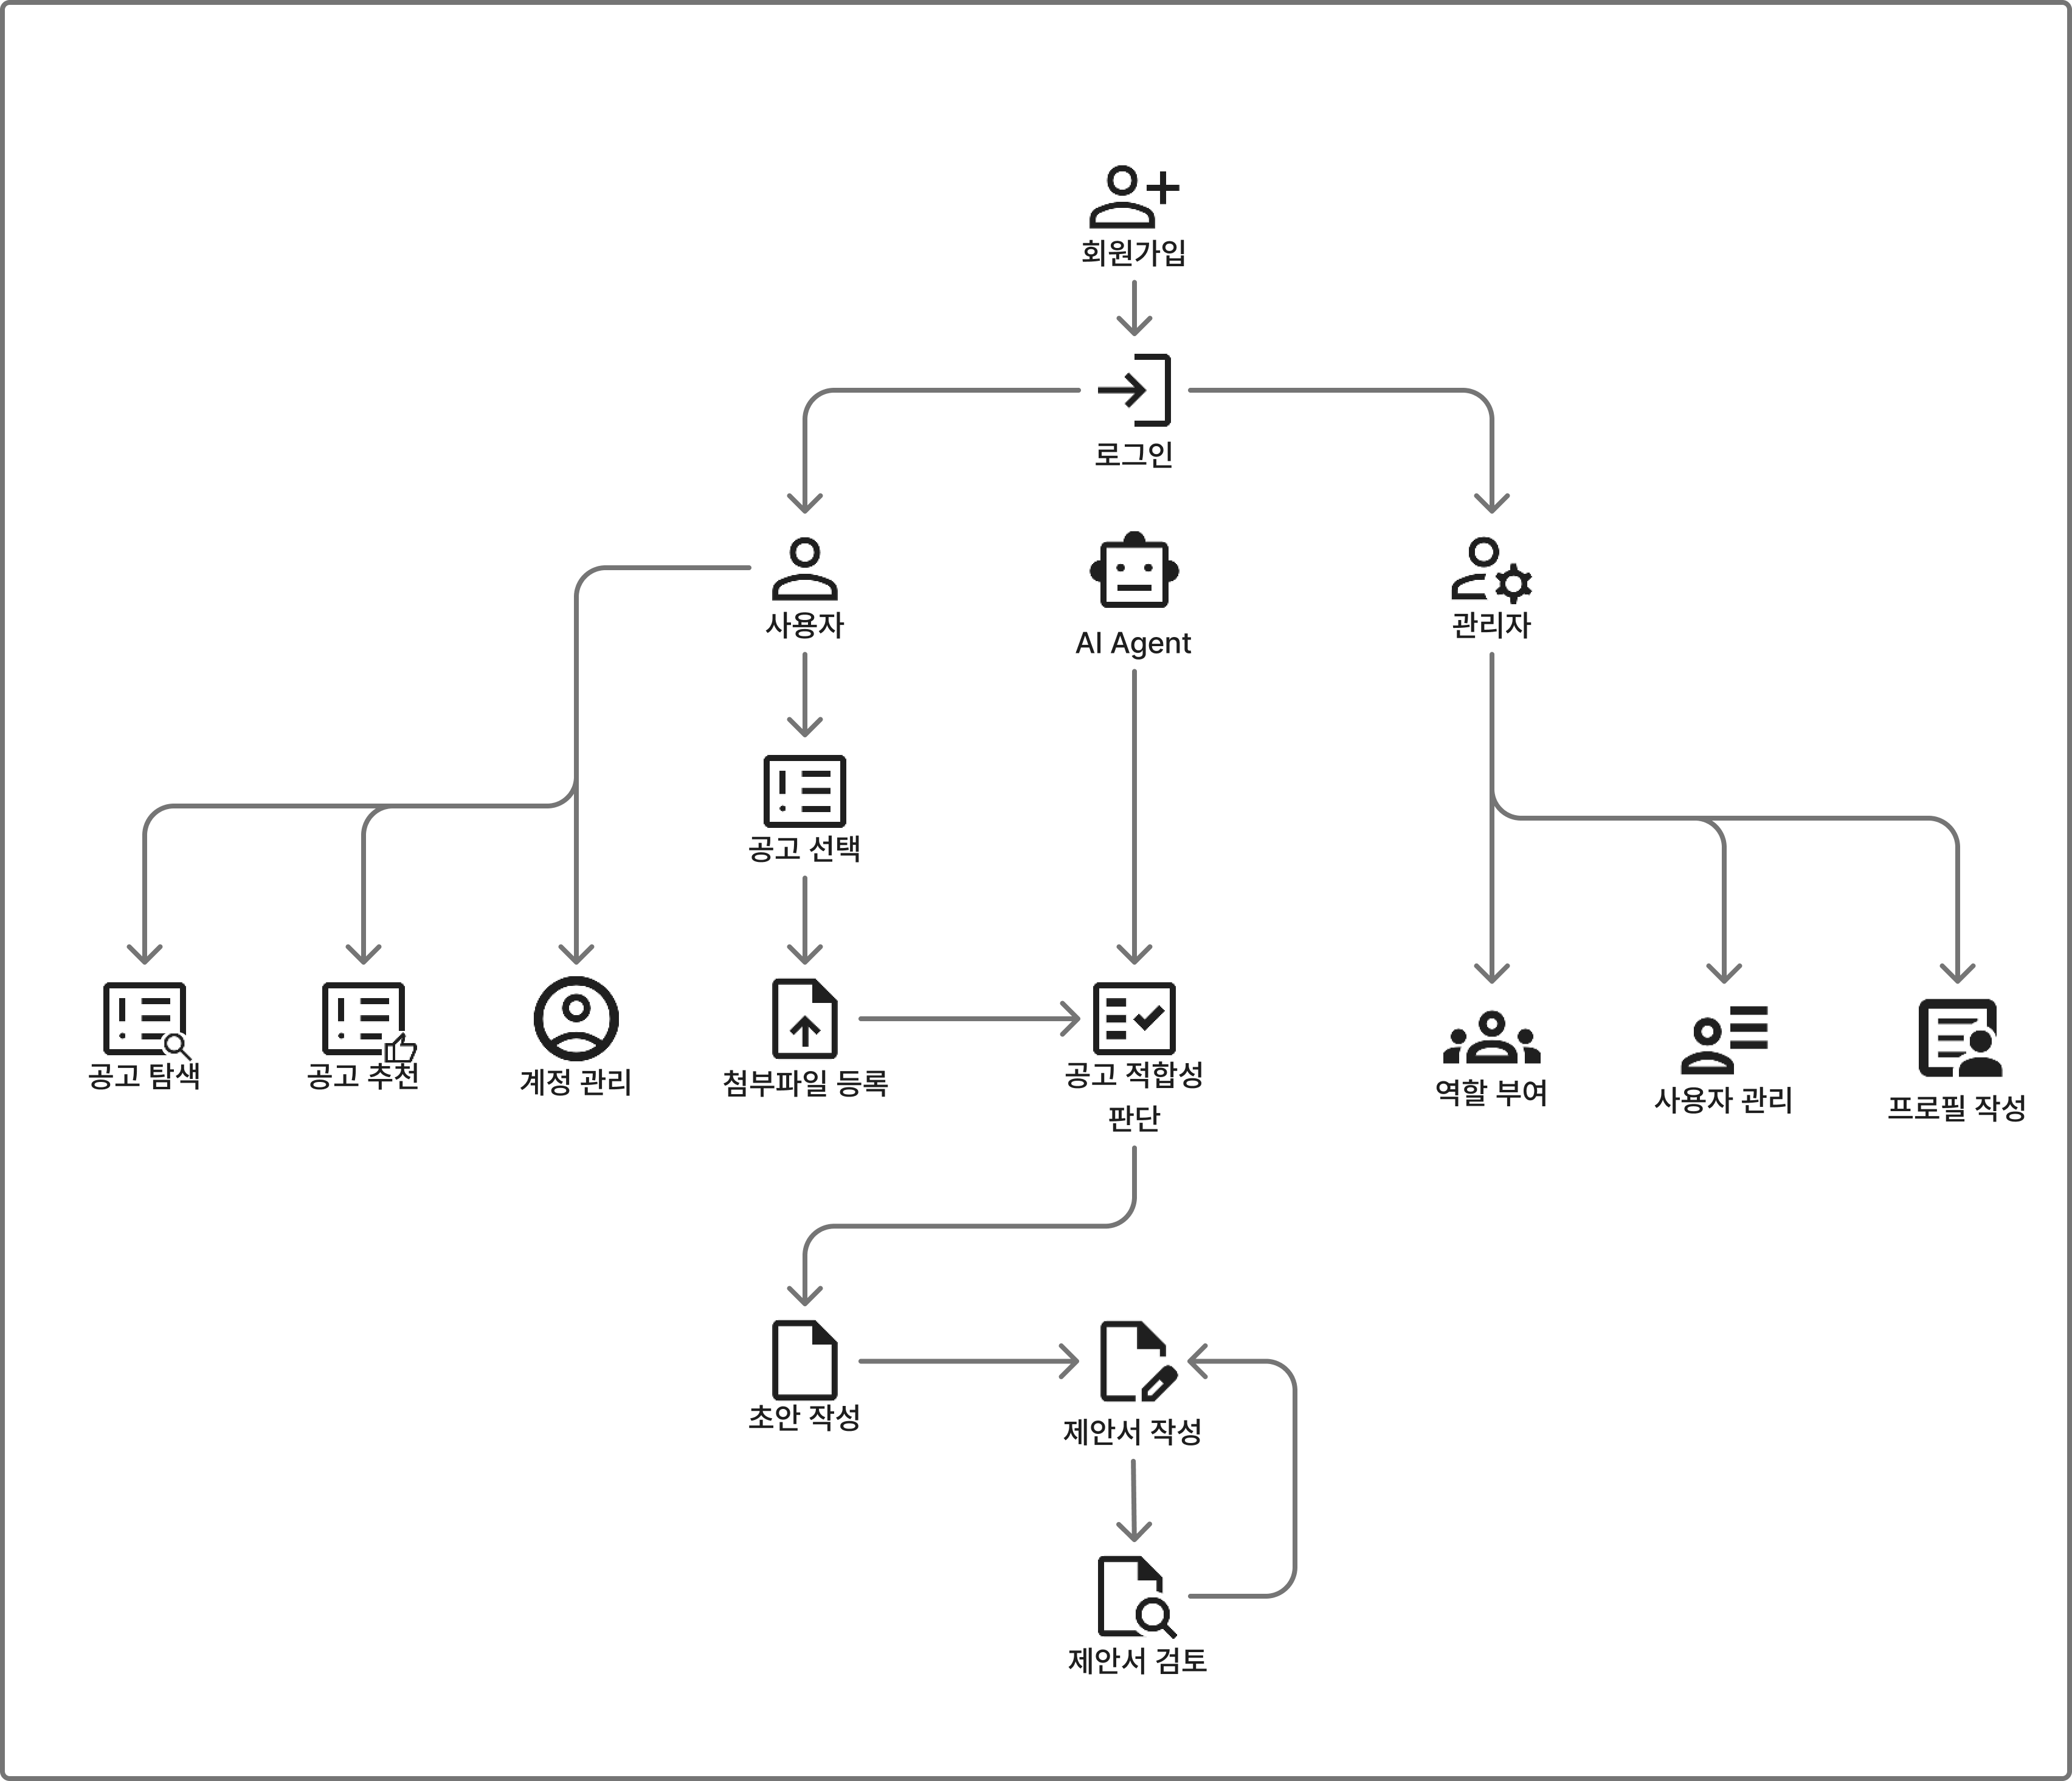 회원가입
로그인
사용자
AI Agent
관리자
공고 선택
공고 탐색
공고 추천
계정 관리
첨부파일 등록
공고 적합성
판단
역할 부여
사용자 관리
프로필 작성
초안 작성
제안서 작성
제안서 검토